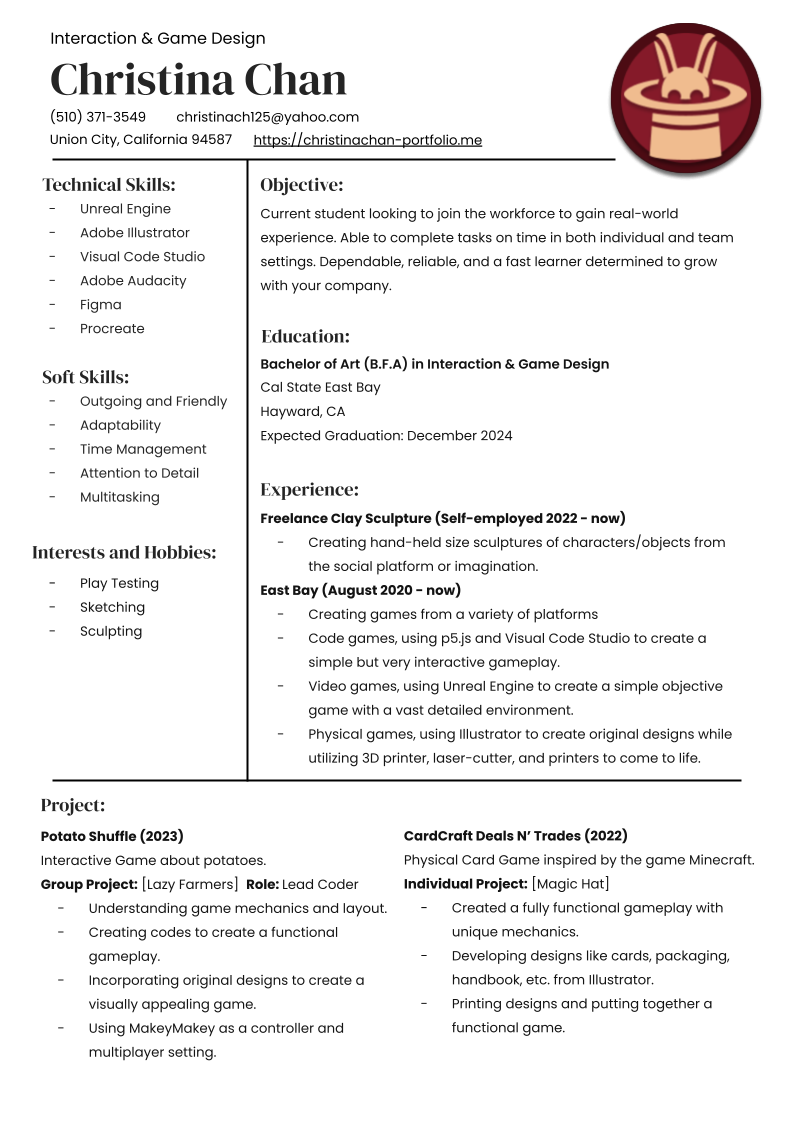 Interaction & Game Design
Christina Chan
(510) 371-3549 christinach125@yahoo.com
Union City, California 94587 https://christinachan-portfolio.me
Technical Skills:
- Unreal Engine
- Adobe Illustrator
- Visual Code Studio
- Adobe Audacity
- Figma
- Procreate
Soft Skills:
- Outgoing and Friendly
- Adaptability
- Time Management
- Attention to Detail
- Multitasking
Interests and Hobbies:
- Play Testing
- Sketching
- Sculpting
Objective:
Current student looking to join the workforce to gain real-world
experience. Able to complete tasks on time in both individual and team
settings. Dependable, reliable, and a fast learner determined to grow
with your company.
Education:
Bachelor of Art (B.F.A) in Interaction & Game Design
Cal State East Bay
Hayward, CA
Expected Graduation: December 2024
Experience:
Freelance Clay Sculpture (Self-employed 2022 - now)
- Creating hand-held size sculptures of characters/objects from
the social platform or imagination.
East Bay (August 2020 - now)
- Creating games from a variety of platforms
- Code games, using p5.js and Visual Code Studio to create a
simple but very interactive gameplay.
- Video games, using Unreal Engine to create a simple objective
game with a vast detailed environment.
- Physical games, using Illustrator to create original designs while
utilizing 3D printer, laser-cutter, and printers to come to life.
Project:
Potato Shuffle (2023)
Interactive Game about potatoes.
Group Project: [Lazy Farmers] Role: Lead Coder
- Understanding game mechanics and layout.
- Creating codes to create a functional
gameplay.
- Incorporating original designs to create a
visually appealing game.
- Using MakeyMakey as a controller and
multiplayer setting.
CardCraft Deals N’ Trades (2022)
Physical Card Game inspired by the game Minecraft.
Individual Project: [Magic Hat]
- Created a fully functional gameplay with
unique mechanics.
- Developing designs like cards, packaging,
handbook, etc. from Illustrator.
- Printing designs and putting together a
functional game.